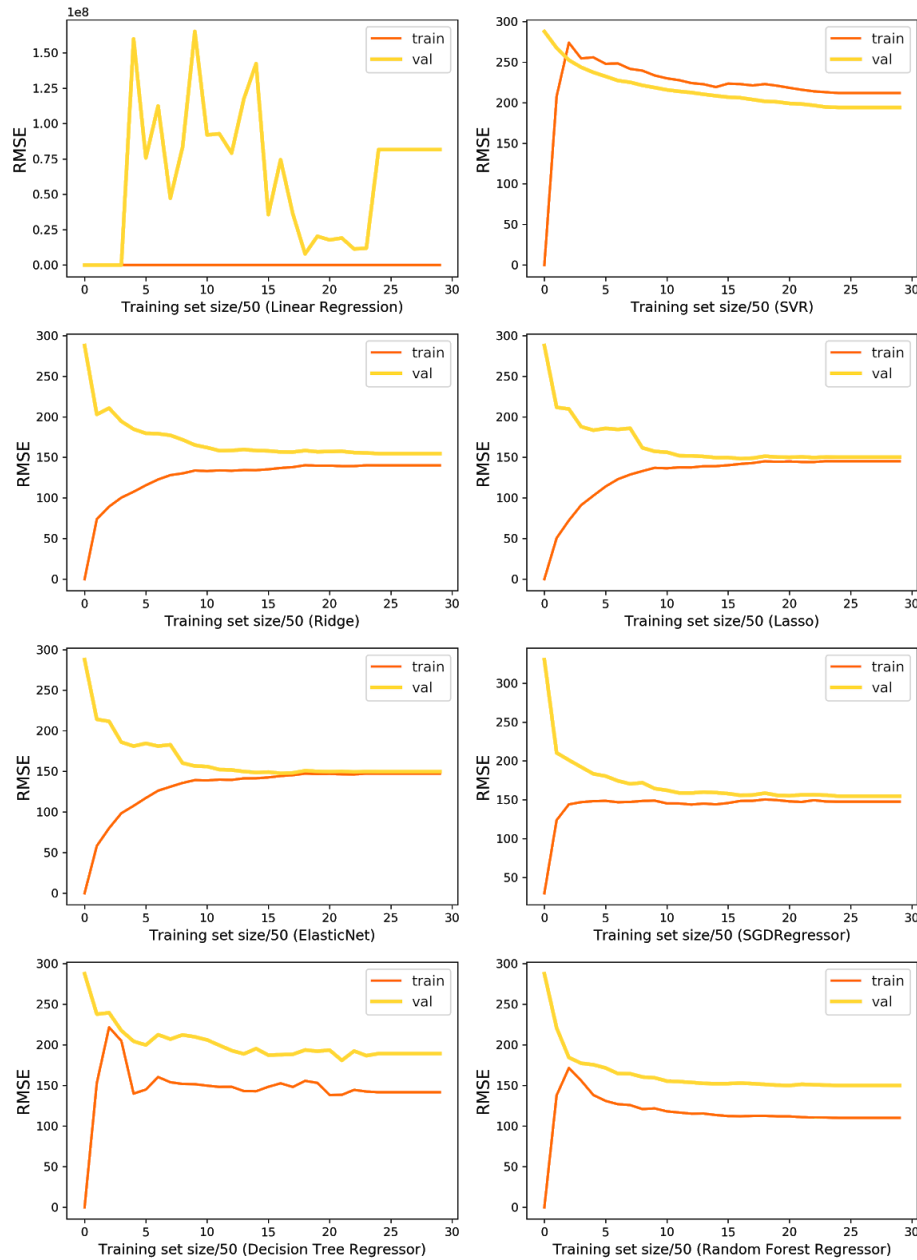 1e8
1.50
1.25
1.00
0.75
0.50
0.25
0.00
RMSE
train
val
0 5 10 15 20 25 30
Training set size/50 (Linear Regression)
300
250
200
150
100
50
0
RMSE
train
val
0 5 10 15 20 25 30
Training set size/50 (SVR)
300
250
200
150
100
50
0
RMSE
train
val
0 5 10 15 20 25 30
Training set size/50 (Ridge)
300
250
200
150
100
50
0
RMSE
train
val
0 5 10 15 20 25 30
Training set size/50 (Lasso)
300
250
200
150
100
50
0
RMSE
train
val
0 5 10 15 20 25 30
Training set size/50 (ElasticNet)
300
250
200
150
100
50
RMSE
train
val
0 5 10 15 20 25 30
Training set size/50 (SGDRegressor)
300
250
200
150
100
50
0
RMSE
train
val
0 5 10 15 20 25 30
Training set size/50 (Decision Tree Regressor)
300
250
200
150
100
50
0
RMSE
train
val
0 5 10 15 20 25 30
Training set size/50 (Random Forest Regressor)